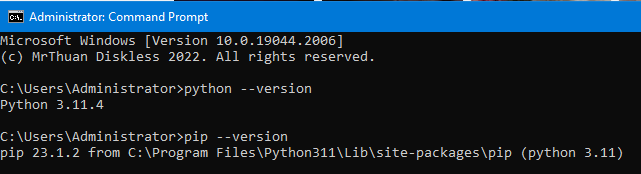 Administrator: Command Prompt
Microsoft Windows [Version 10.0.19044.2006]
(c) MrThuan Diskless 2022. All rights reserved.
C:\Users\Administrator>python --version
Python 3.11.4
C:\Users\Administrator>pip --version
pip 23.1.2 from C:\Program Files\Python311\Lib\site-packages\pip (python 3.11)